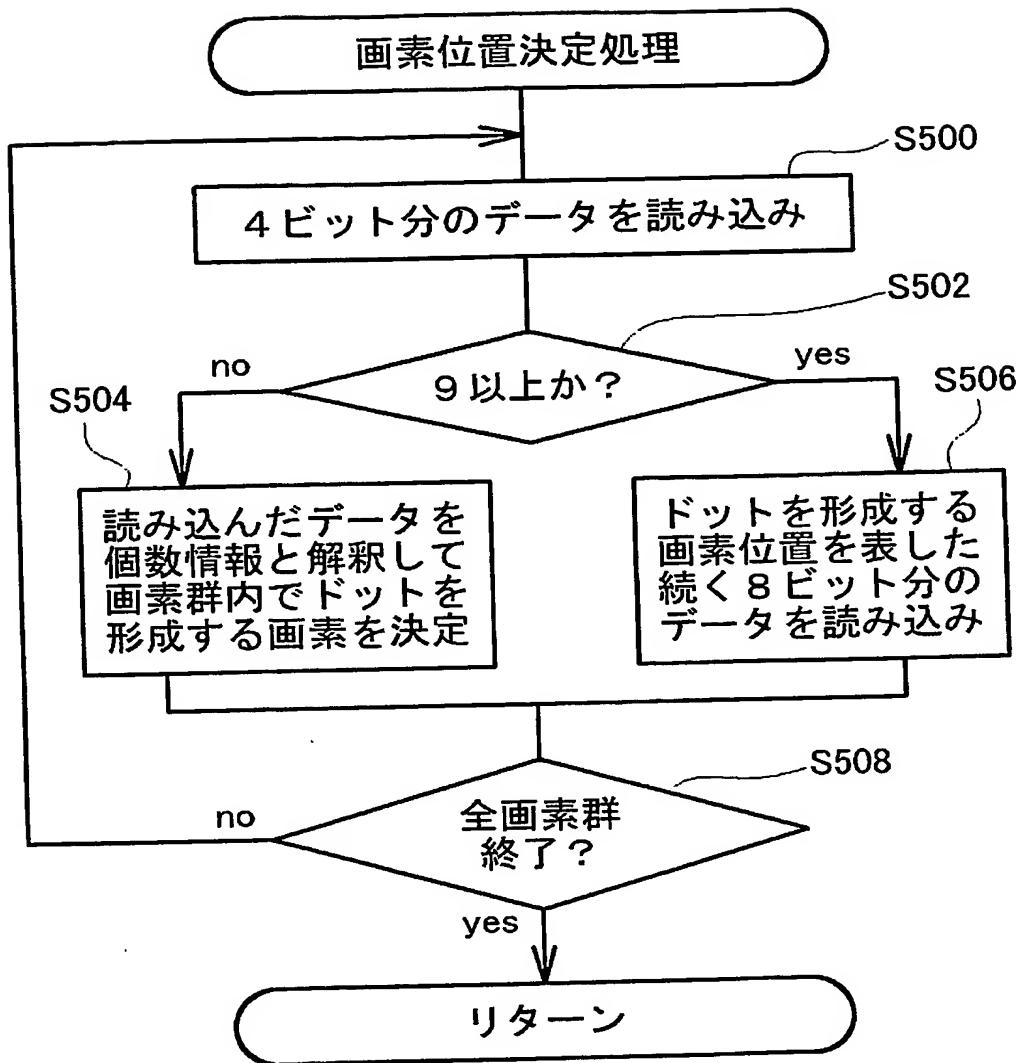 画素位置決定処理
S500
4ビット分のデータを読み込み
S502
no
9以上か？
yes
S504
S506
読み込んだデータを
個数情報と解釈して
画素群内でドットを
形成する画素を決定
ドットを形成する
画素位置を表した
続く8ビット分の
データを読み込み
S508
no
全画素群
終了？
yes
リターン